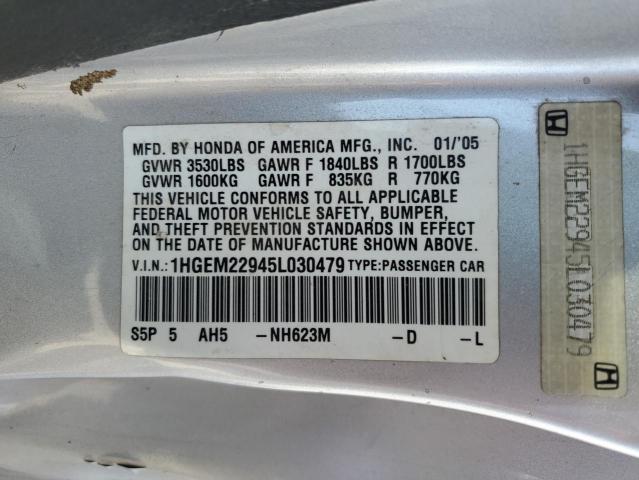 MFD. BY HONDA OF AMERICA MFG., INC. 01/'05
GVWR 3530LBS GAWR F 1840LBS R 1700LBS
GVWR 1600KG GAWR F 835KG R 770KG
THIS VEHICLE CONFORMS TO ALL APPLICABLE
FEDERAL MOTOR VEHICLE SAFETY, BUMPER,
AND THEFT PREVENTION STANDARDS IN EFFECT
ON THE DATE OF MANUFACTURE SHOWN ABOVE.
V.I.N.: 1HGEM22945L030479 TYPE:PASSENGER CAR
S5P 5 AH5 -NH623M -D -L
1HGEM22945L030479